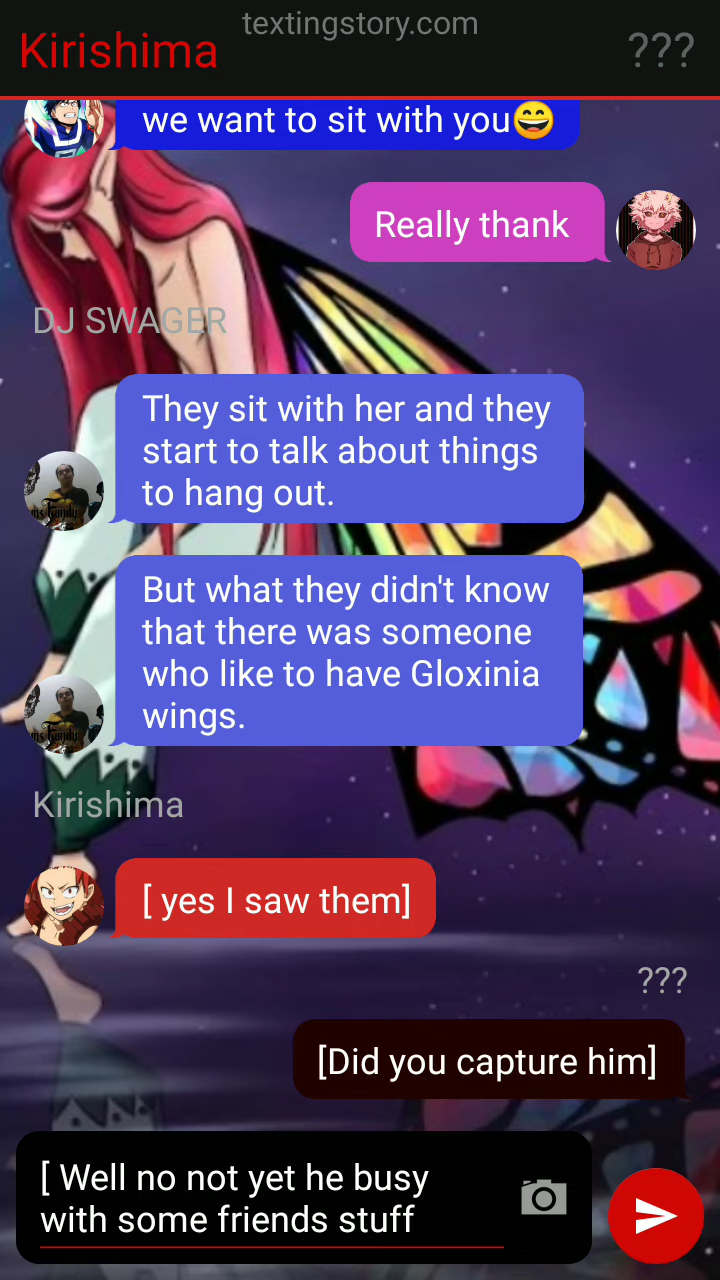 textingstory.com
Kirishima
???
we want to sit with you😄
Really thank
DJ SWAGER
They sit with her and they
start to talk about things
to hang out.
But what they didn't know
that there was someone
who like to have Gloxinia
wings.
Kirishima
[ yes I saw them]
???
[Did you capture him]
[ Well no not yet he busy
with some friends stuff